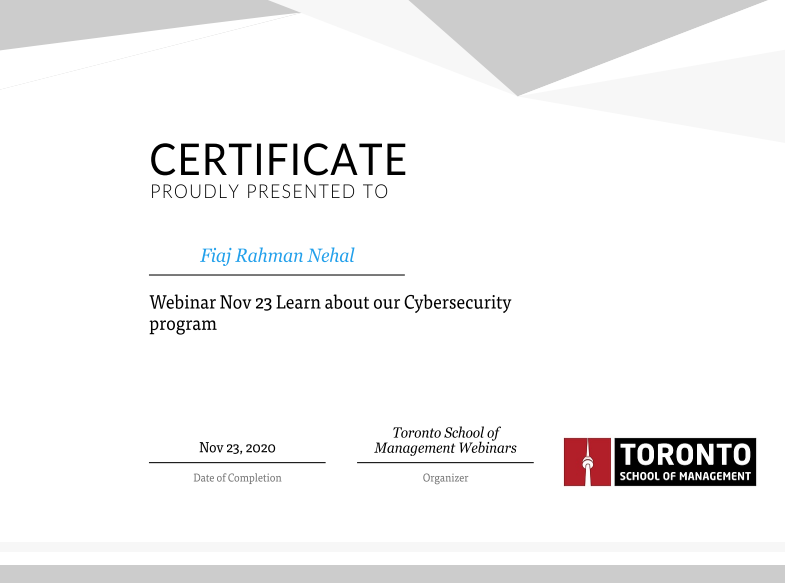 CERTIFICATE
PROUDLY PRESENTED TO
Fiaj Rahman Nehal
Webinar Nov 23 Learn about our Cybersecurity
program
Nov 23, 2020
Date of Completion
Toronto School of
Management Webinars
Organizer
TORONTO
SCHOOL OF MANAGEMENT